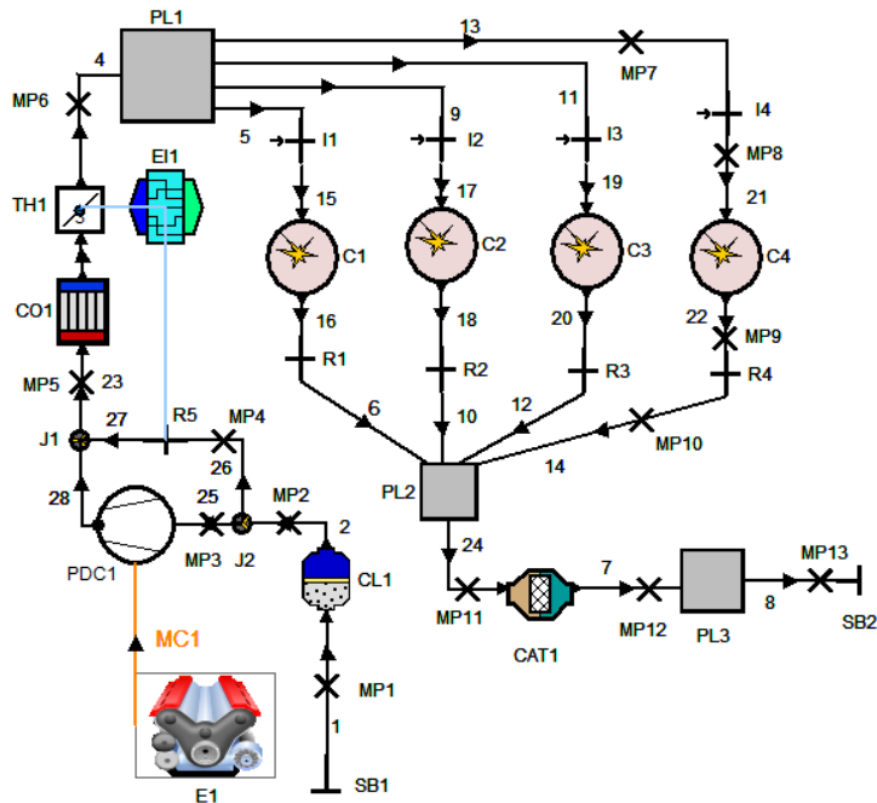 PL1
13
4
MP7
MP6
5
9
11
I1
I2
I3
I4
EI1
MP8
TH1
15
17
19
21
C1
C2
C3
C4
CO1
16
18
20
22
MP9
R1
R2
R3
R4
MP5
23
27
R5
MP4
6
10
12
MP10
J1
14
26
28
25
MP2
PL2
MP3
J2
2
24
PDC1
CL1
7
MP13
8
MP11
MP12
SB2
CAT1
PL3
MC1
MP1
1
E1
SB1